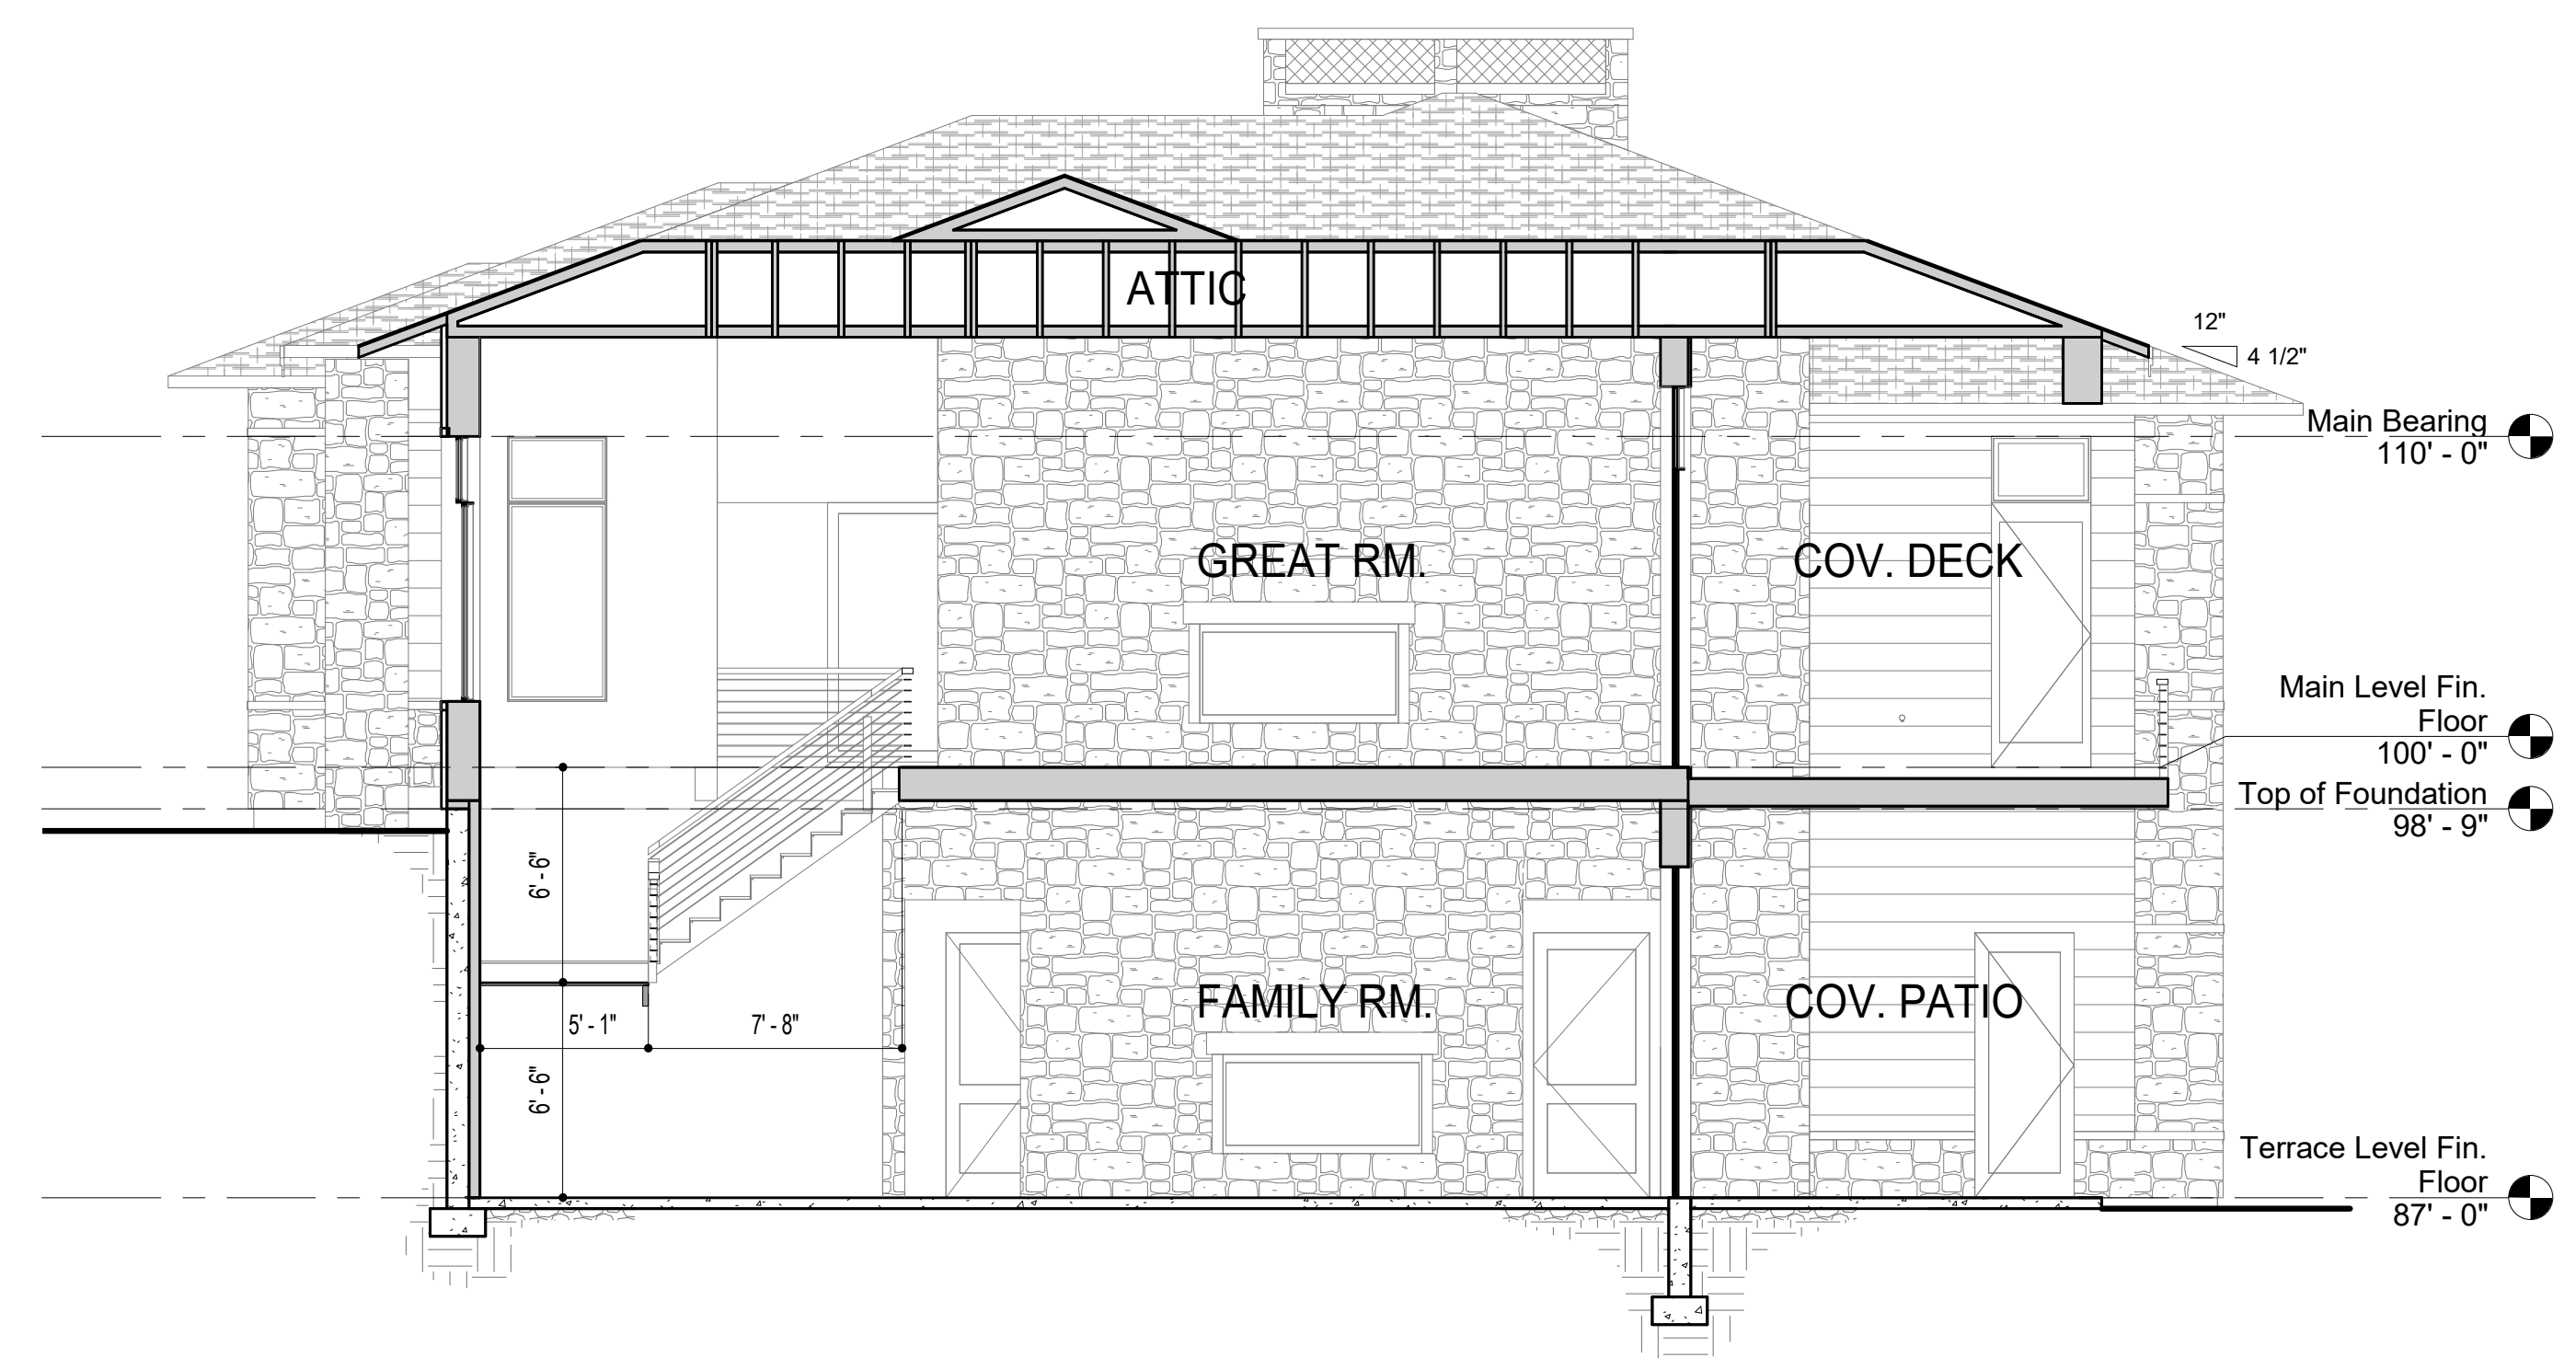 ATTIC
12"
4 1/2"
Main Bearing
110' - 0"
GREAT RM.
COV. DECK
Main Level Fin.
Floor
100' - 0"
Top of Foundation
98' - 9"
6' - 6"
FAMILY RM.
COV. PATIO
5' - 1"
7' - 8"
6' - 6"
Terrace Level Fin.
Floor
87' - 0"